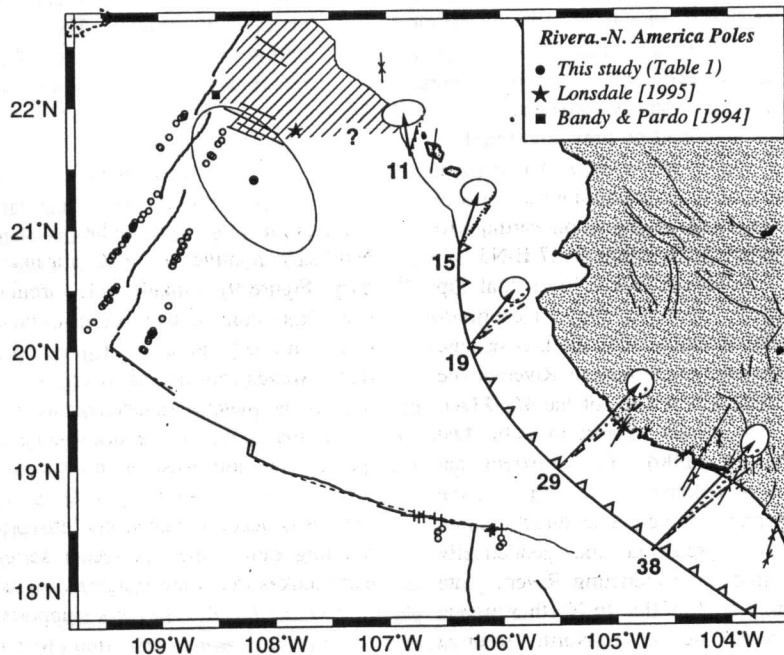 Rivera.-N. America Poles
● This study (Table 1)
★ Lonsdale [1995]
■ Bandy & Pardo [1994]
22˚N
21˚N
20˚N
19˚N
18˚N
?
11
15
19
29
38
109˚W
108˚W
107˚W
106˚W
105˚W
104˚W